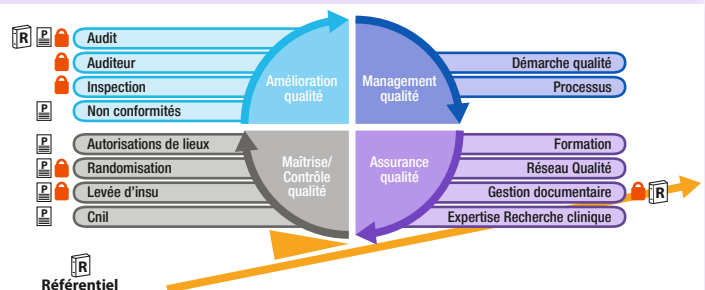 R P Audit
Auditeur
Inspection
P Non conformités
Amélioration
qualité
Management
qualité
Démarche qualité
Processus
P Autorisations de lieux
P Randomisation
P Levée d'insu
P Cnil
Maîtrise/
Contrôle
qualité
Assurance
qualité
Formation
Réseau Qualité
Gestion documentaire R
Expertise Recherche clinique
R
Référentiel